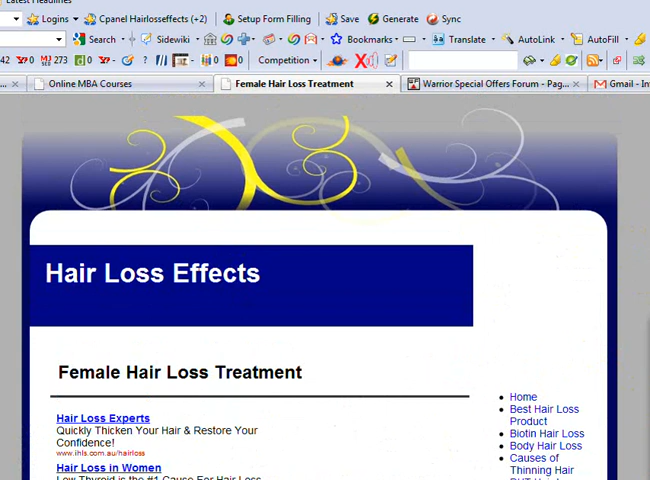 Latest Headlines
Logins Cpanel Hairlosseffects (+2) Setup Form Filling Save Generate Sync
Search Sidewiki Bookmarks Translate AutoLink AutoFill
42 0 273 0 0 0 0 Competition
Online MBA Courses Female Hair Loss Treatment Warrior Special Offers Forum - Pag... Gmail - In
Hair Loss Effects
Female Hair Loss Treatment
Hair Loss Experts
Quickly Thicken Your Hair & Restore Your
Confidence!
www.ihls.com.au/hairloss
Hair Loss in Women
Low Thyroid is the #1 Cause For Hair Loss
Home
Best Hair Loss
Product
Biotin Hair Loss
Body Hair Loss
Causes of
Thinning Hair